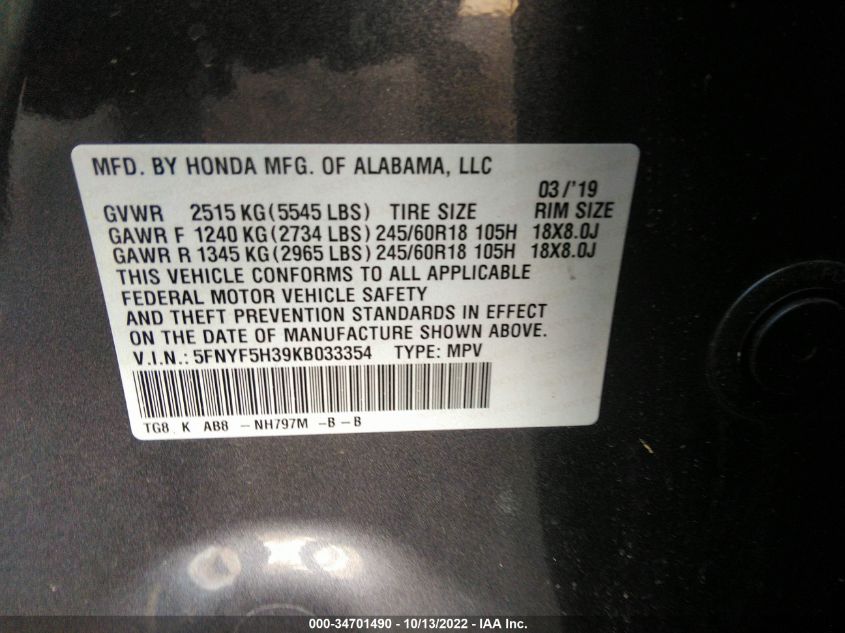 MFD. BY HONDA MFG. OF ALABAMA, LLC
03/'19
GVWR 2515 KG (5545 LBS) TIRE SIZE RIM SIZE
GAWR F 1240 KG (2734 LBS) 245/60R18 105H 18X8.0J
GAWR R 1345 KG (2965 LBS) 245/60R18 105H 18X8.0J
THIS VEHICLE CONFORMS TO ALL APPLICABLE
FEDERAL MOTOR VEHICLE SAFETY
AND THEFT PREVENTION STANDARDS IN EFFECT
ON THE DATE OF MANUFACTURE SHOWN ABOVE.
V.I.N.: 5FNYF5H39KB033354 TYPE: MPV
TG8 K AB8 - NH797M -B-B
000-34701490 - 10/13/2022 - IAA Inc.